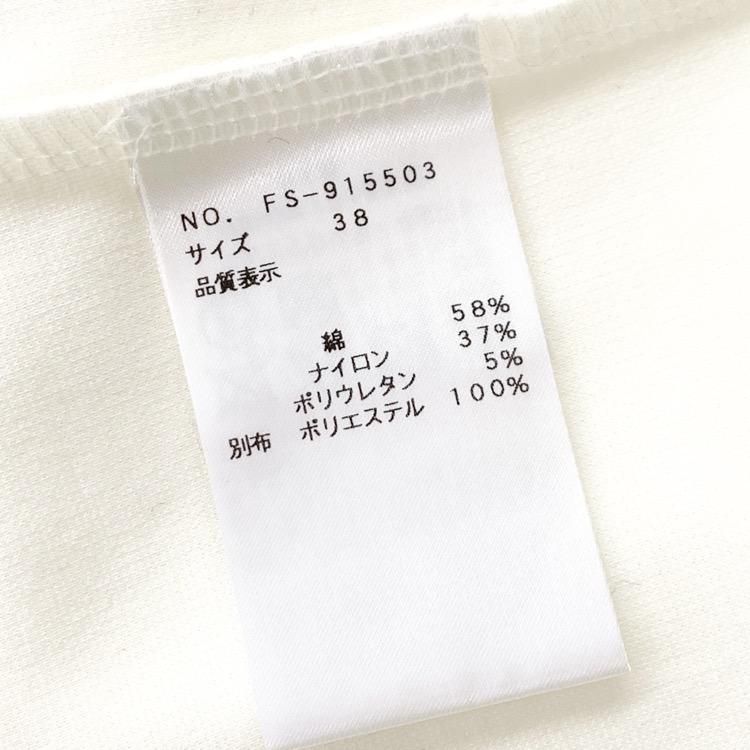 NO. FS-915503
サイズ 38
品質表示
綿 58%
ナイロン 37%
ポリウレタン 5%
別布 ポリエステル 100%